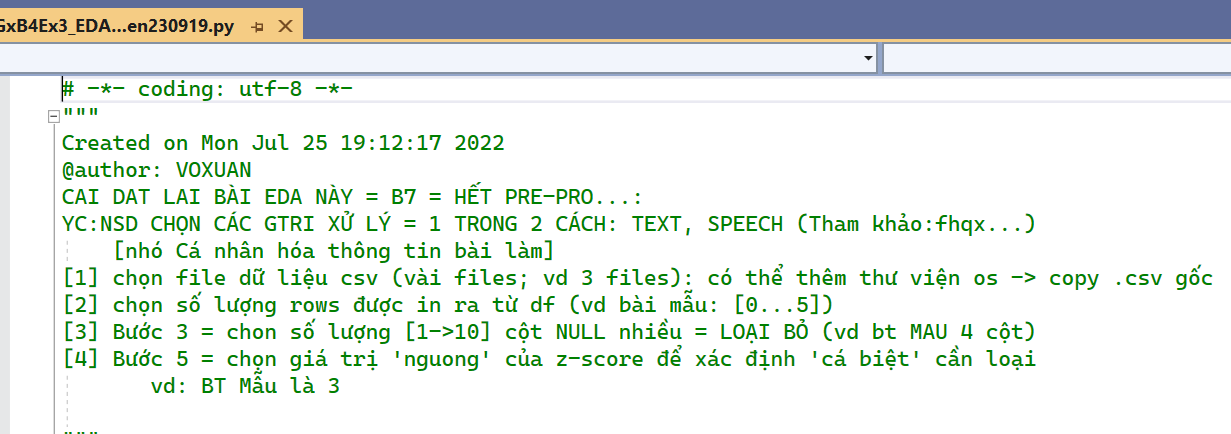 GxB4Ex3_EDA...en230919.py
# -*- coding: utf-8 -*-
"""
Created on Mon Jul 25 19:12:17 2022
@author: VOXUAN
CAI DAT LAI BÀI EDA NÀY = B7 = HẾT PRE-PRO...:
YC:NSD CHỌN CÁC GTRI XỬ LÝ = 1 TRONG 2 CÁCH: TEXT, SPEECH (Tham khảo:fhqx...)
[nhó Cá nhân hóa thông tin bài làm]
[1] chọn file dữ liệu csv (vài files; vd 3 files): có thể thêm thư viện os -> copy .csv gốc
[2] chọn số lượng rows được in ra từ df (vd bài mẫu: [0...5])
[3] Bước 3 = chon số lượng [1->10] cột NULL nhiều = LOẠI BỎ (vd bt MAU 4 cột)
[4] Bước 5 = chọn giá trị 'nguong' của z-score để xác định 'cá biệt' cần loại
vd: BT Mẫu là 3
"""